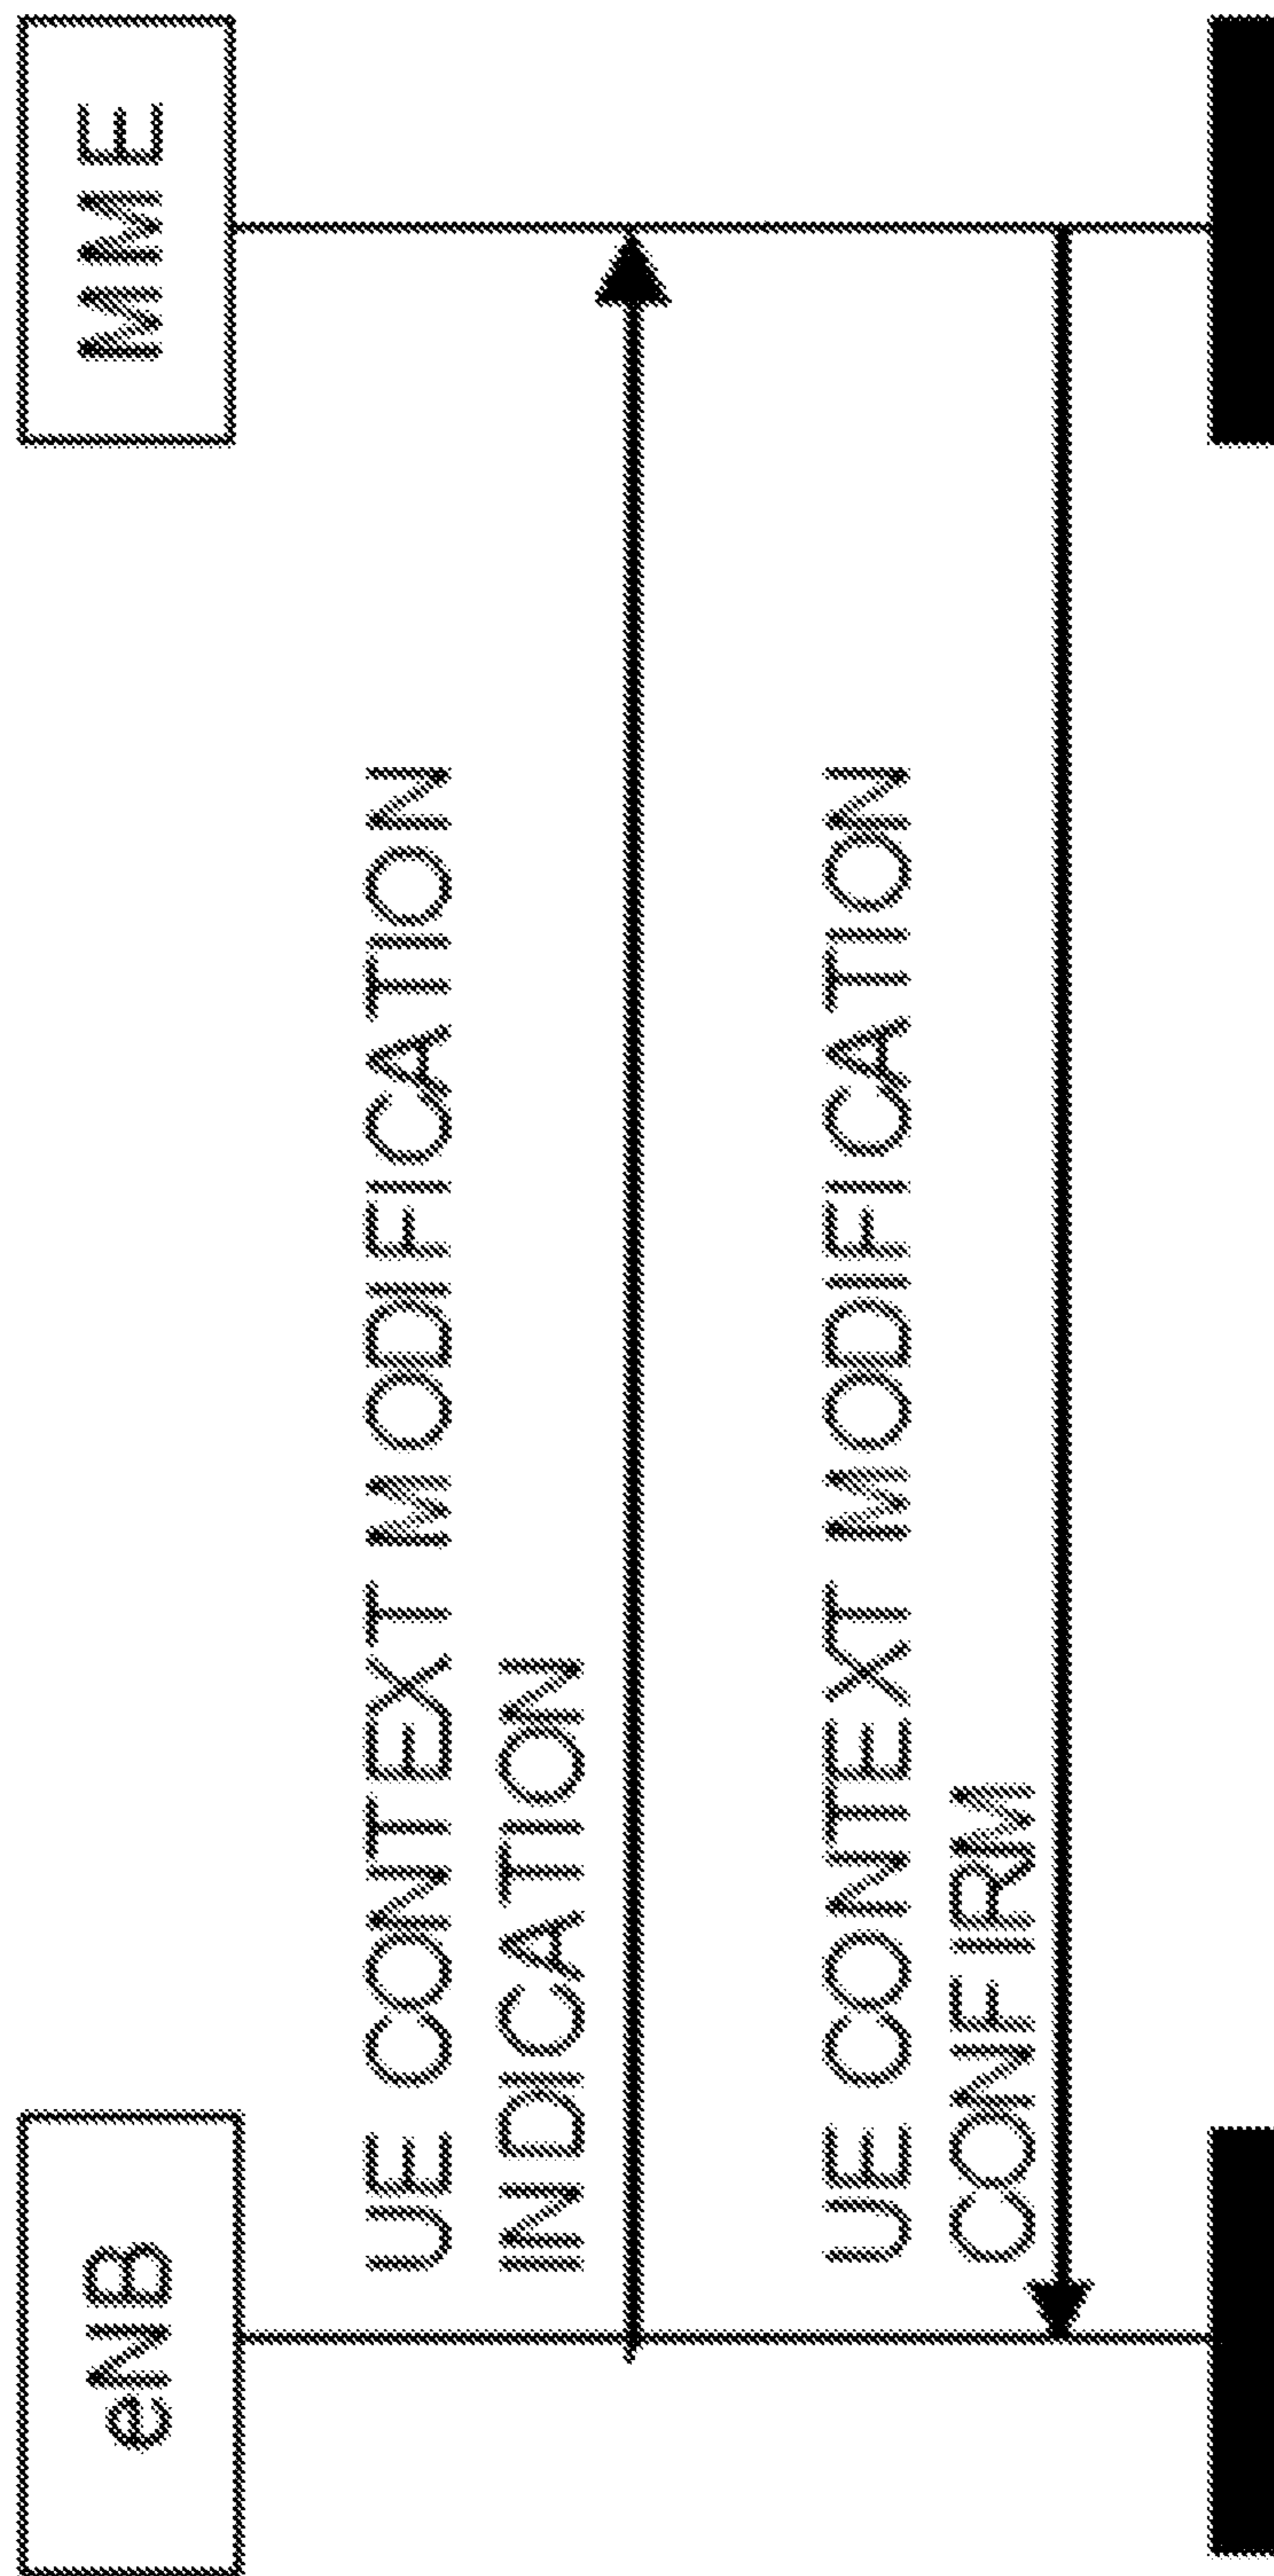 eNB
MME
UE CONTEXT MODIFICATION
INDICATION
UE CONTEXT MODIFICATION
CONFIRM